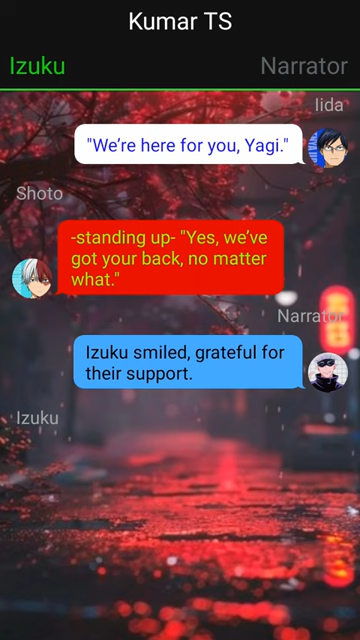 Kumar TS
Izuku
Narrator
Iida
"We're here for you, Yagi."
Shoto
-standing up- "Yes, we've
got your back, no matter
what."
Narrator
Izuku smiled, grateful for
their support.
Izuku